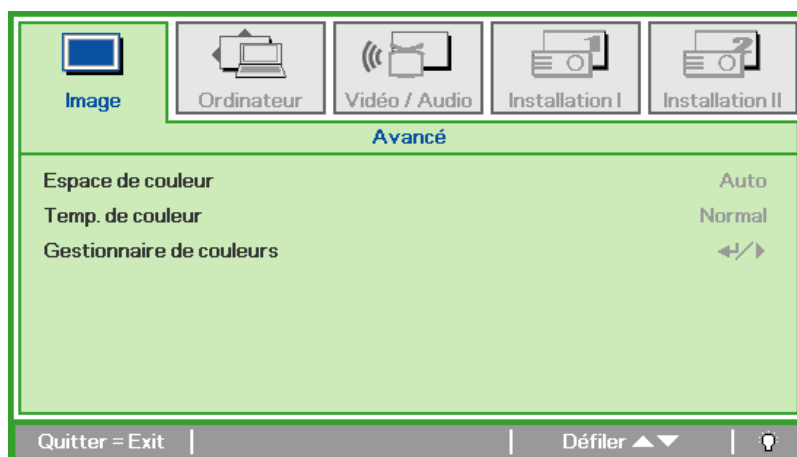 Image Ordinateur Vidéo / Audio Installation I Installation II
Avancé
Espace de couleur Auto
Temp. de couleur Normal
Gestionnaire de couleurs ◄┘/►
Quitter = Exit Défiler ▲▼